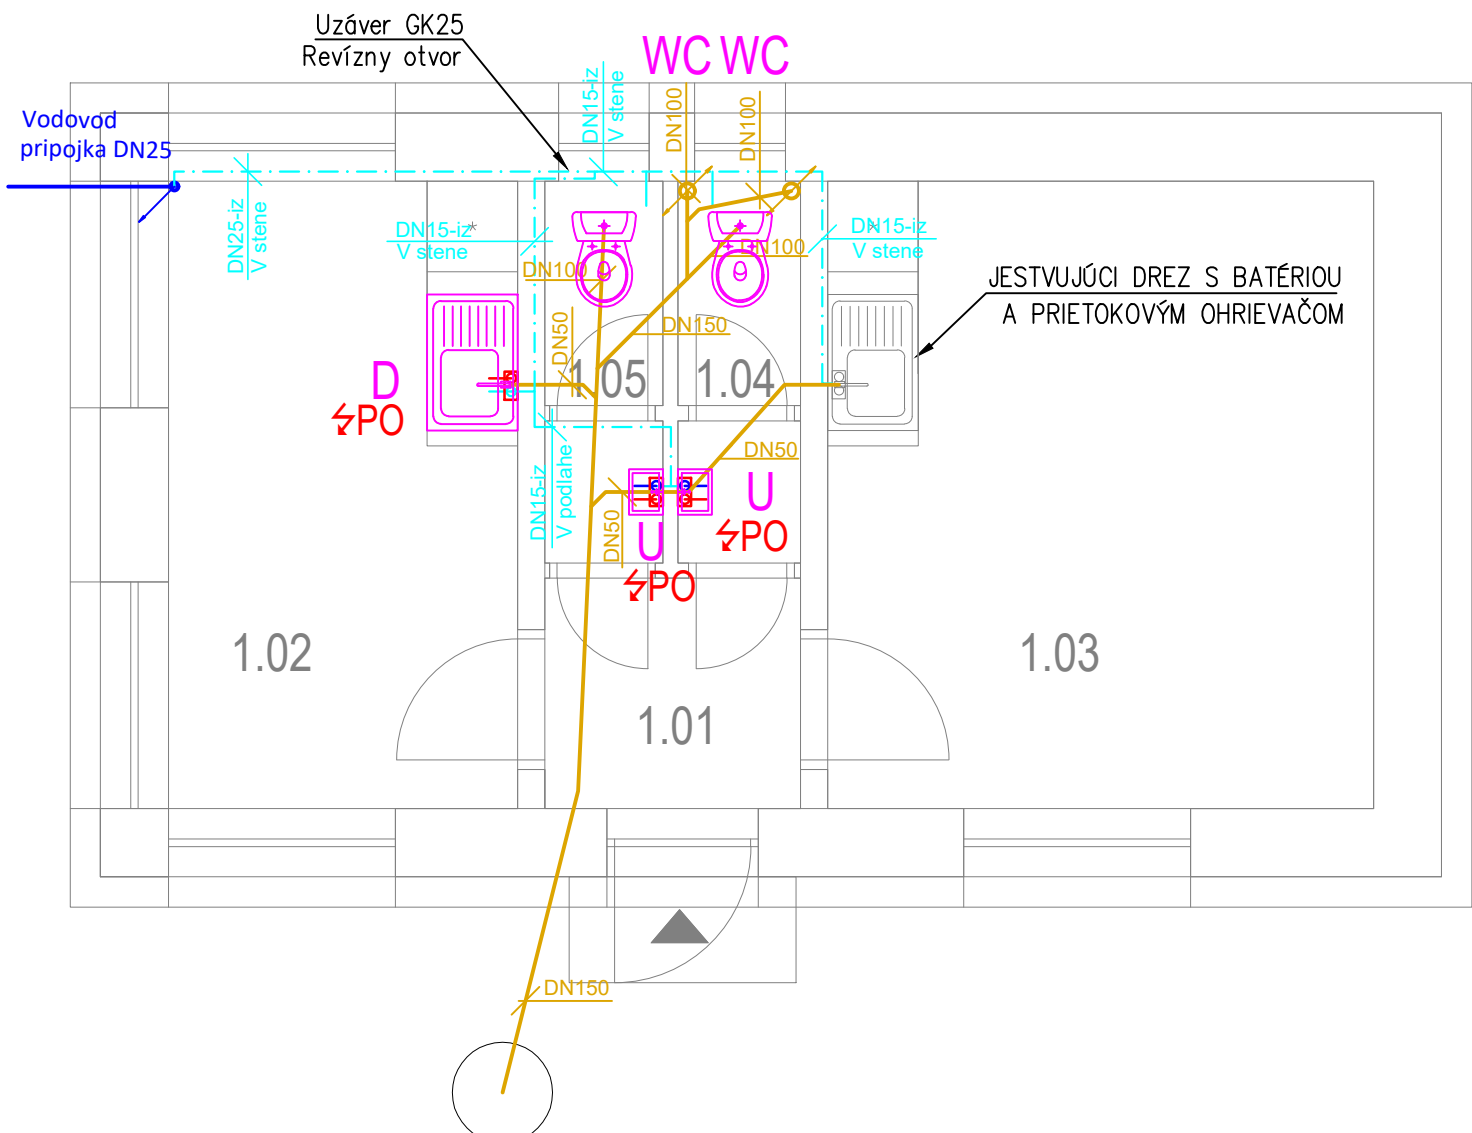 Uzáver GK25
Revízny otvor
WC WC
Vodovod
pripojka DN25
DN15-iz
V stene
DN100
DN100
DN25-iz
V stene
DN15-iz
V stene
DN15-iz
V stene
DN100
DN100
JESTVUJÚCI DREZ S BATÉRIOU
A PRIETOKOVÝM OHRIEVAČOM
DN50
DN150
D
PO
1.05
1.04
DN50
DN15-iz
V podlahe
DN50
U
PO
U
PO
1.02
1.03
1.01
DN150